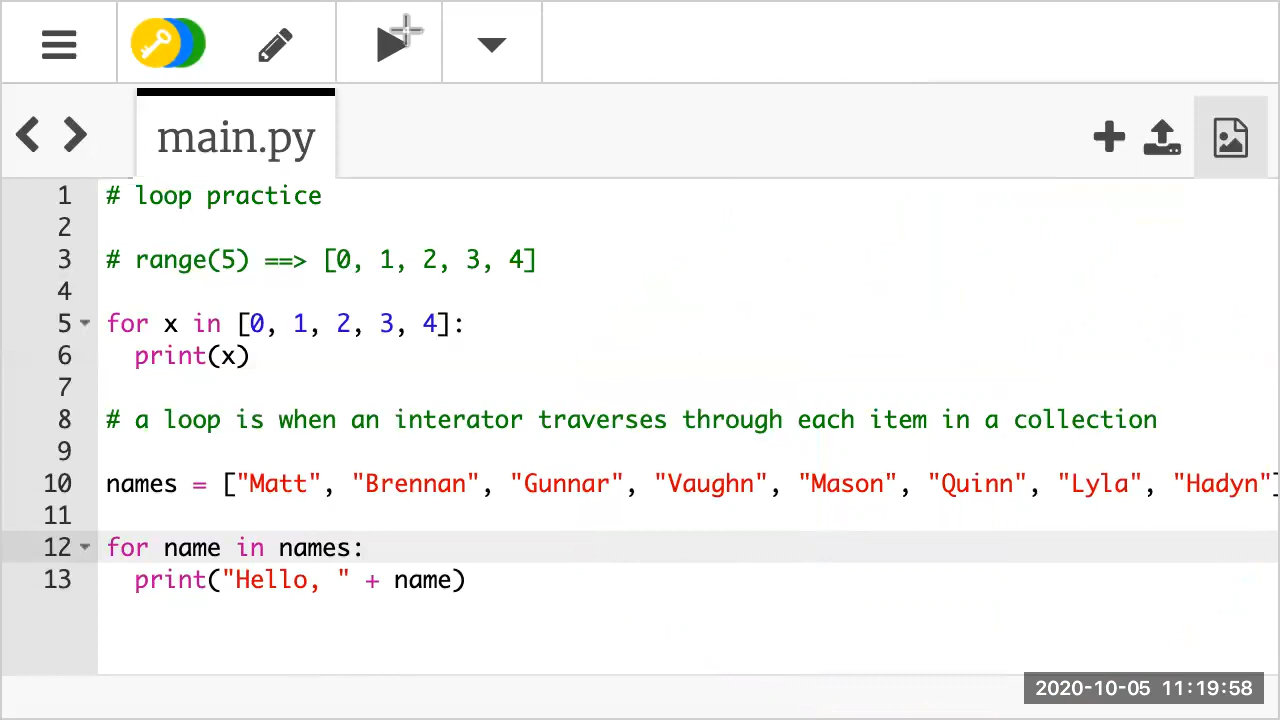 main.py
1 # loop practice
2
3 # range(5) ==> [0, 1, 2, 3, 4]
4
5 for x in [0, 1, 2, 3, 4]:
6   print(x)
7
8 # a loop is when an interator traverses through each item in a collection
9
10 names = ["Matt", "Brennan", "Gunnar", "Vaughn", "Mason", "Quinn", "Lyla", "Hadyn"]
11
12 for name in names:
13   print("Hello, " + name)
2020-10-05 11:19:58